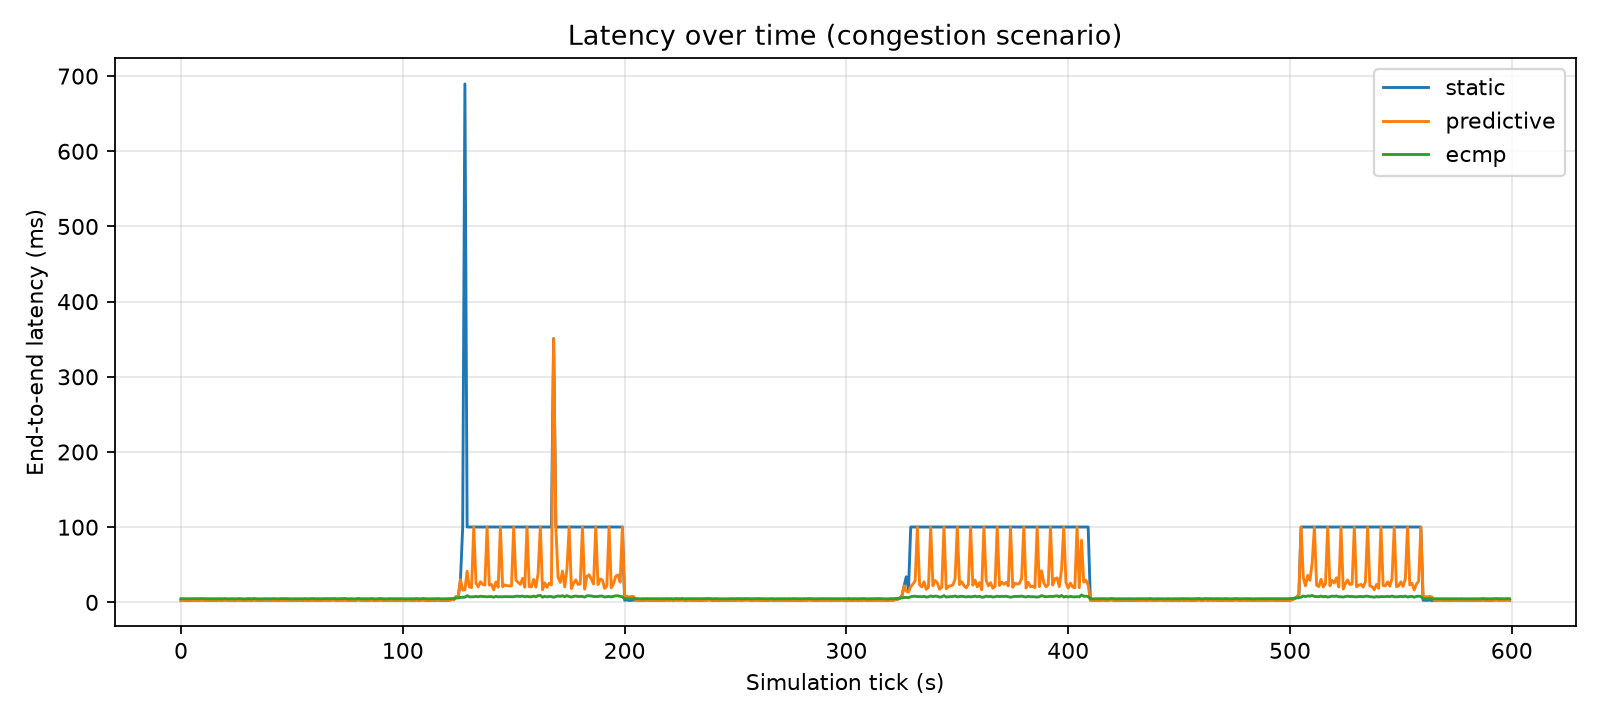 Latency over time (congestion scenario)
700
600
500
400
300
200
100
0
End-to-end latency (ms)
static
predictive
ecmp
0 100 200 300 400 500 600
Simulation tick (s)